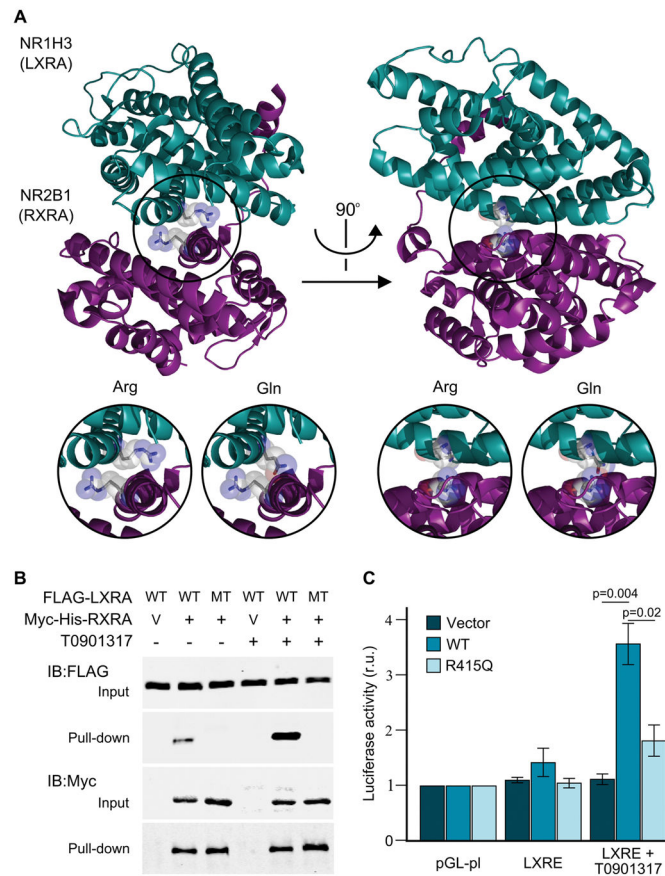 A
NR1H3
(LXRA)
NR2B1
(RXRA)
90°
Arg
Gln
Arg
Gln
B
FLAG-LXRA WT WT MT WT WT MT
Myc-His-RXRA V + + V + +
T0901317 - - - + + +
IB:FLAG
Input
Pull-down
IB:Myc
Input
Pull-down
C
Luciferase activity (r.u.)
4
3
2
1
0
Vector
WT
R415Q
p=0.004
p=0.02
pGL-pl
LXRE
LXRE +
T0901317